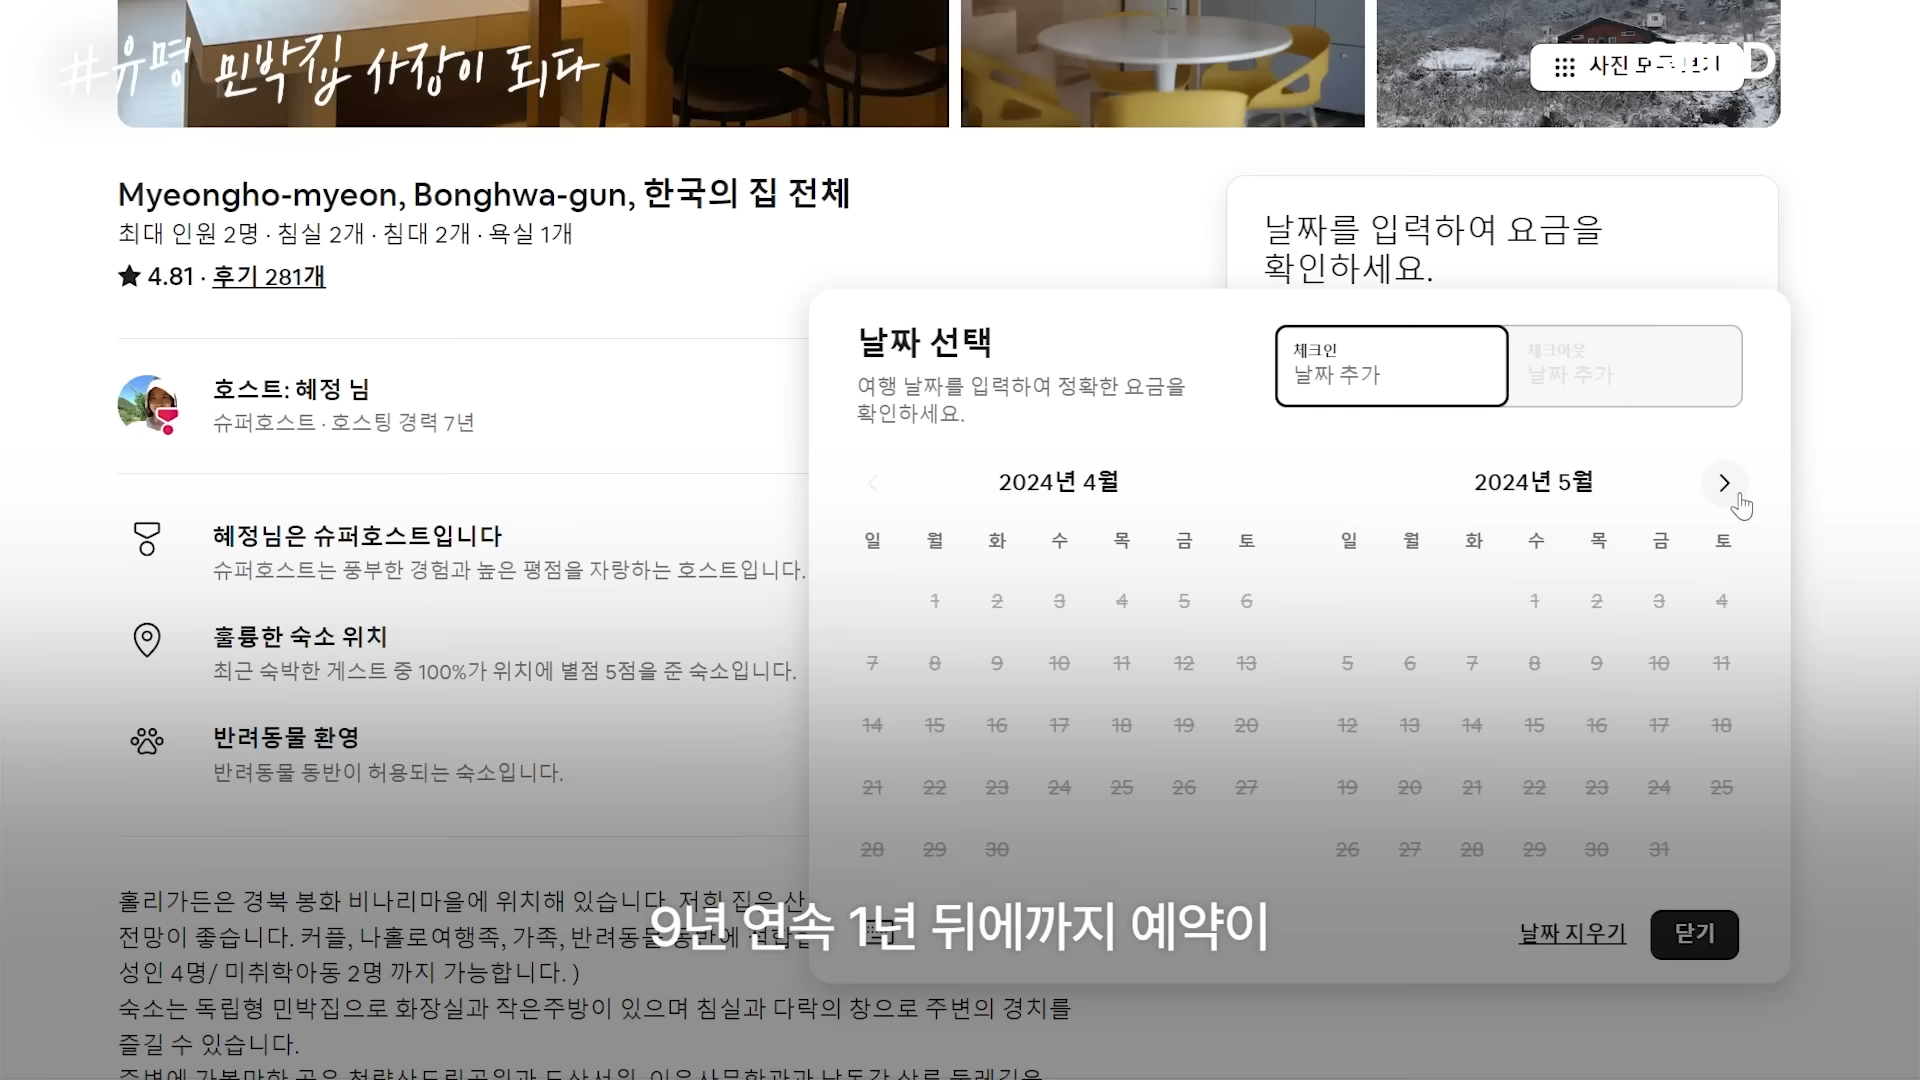 #유명 민박집 사장이 되다
사진 모두 보기
D
Myeongho-myeon, Bonghwa-gun, 한국의 집 전체
최대 인원 2명 · 침실 2개 · 침대 2개 · 욕실 1개
★ 4.81 · 후기 281개
날짜를 입력하여 요금을
확인하세요.
호스트: 혜정 님
슈퍼호스트 · 호스팅 경력 7년
혜정님은 슈퍼호스트입니다
슈퍼호스트는 풍부한 경험과 높은 평점을 자랑하는 호스트입니다.
훌륭한 숙소 위치
최근 숙박한 게스트 중 100%가 위치에 별점 5점을 준 숙소입니다.
반려동물 환영
반려동물 동반이 허용되는 숙소입니다.
날짜 선택
여행 날짜를 입력하여 정확한 요금을
확인하세요.
체크인
날짜 추가
체크아웃
날짜 추가
2024년 4월
일 월 화 수 목 금 토
1 2 3 4 5 6
7 8 9 10 11 12 13
14 15 16 17 18 19 20
21 22 23 24 25 26 27
28 29 30
2024년 5월
일 월 화 수 목 금 토
1 2 3 4
5 6 7 8 9 10 11
12 13 14 15 16 17 18
19 20 21 22 23 24 25
26 27 28 29 30 31
날짜 지우기
닫기
홀리가든은 경북 봉화 비나리마을에 위치해 있습니다. 저희 집은 산
전망이 좋습니다. 커플, 나홀로여행족, 가족, 반려동물 동반에
성인 4명/ 미취학아동 2명 까지 가능합니다. )
숙소는 독립형 민박집으로 화장실과 작은주방이 있으며 침실과 다락의 창으로 주변의 경치를
즐길 수 있습니다.
9년 연속 1년 뒤에까지 예약이